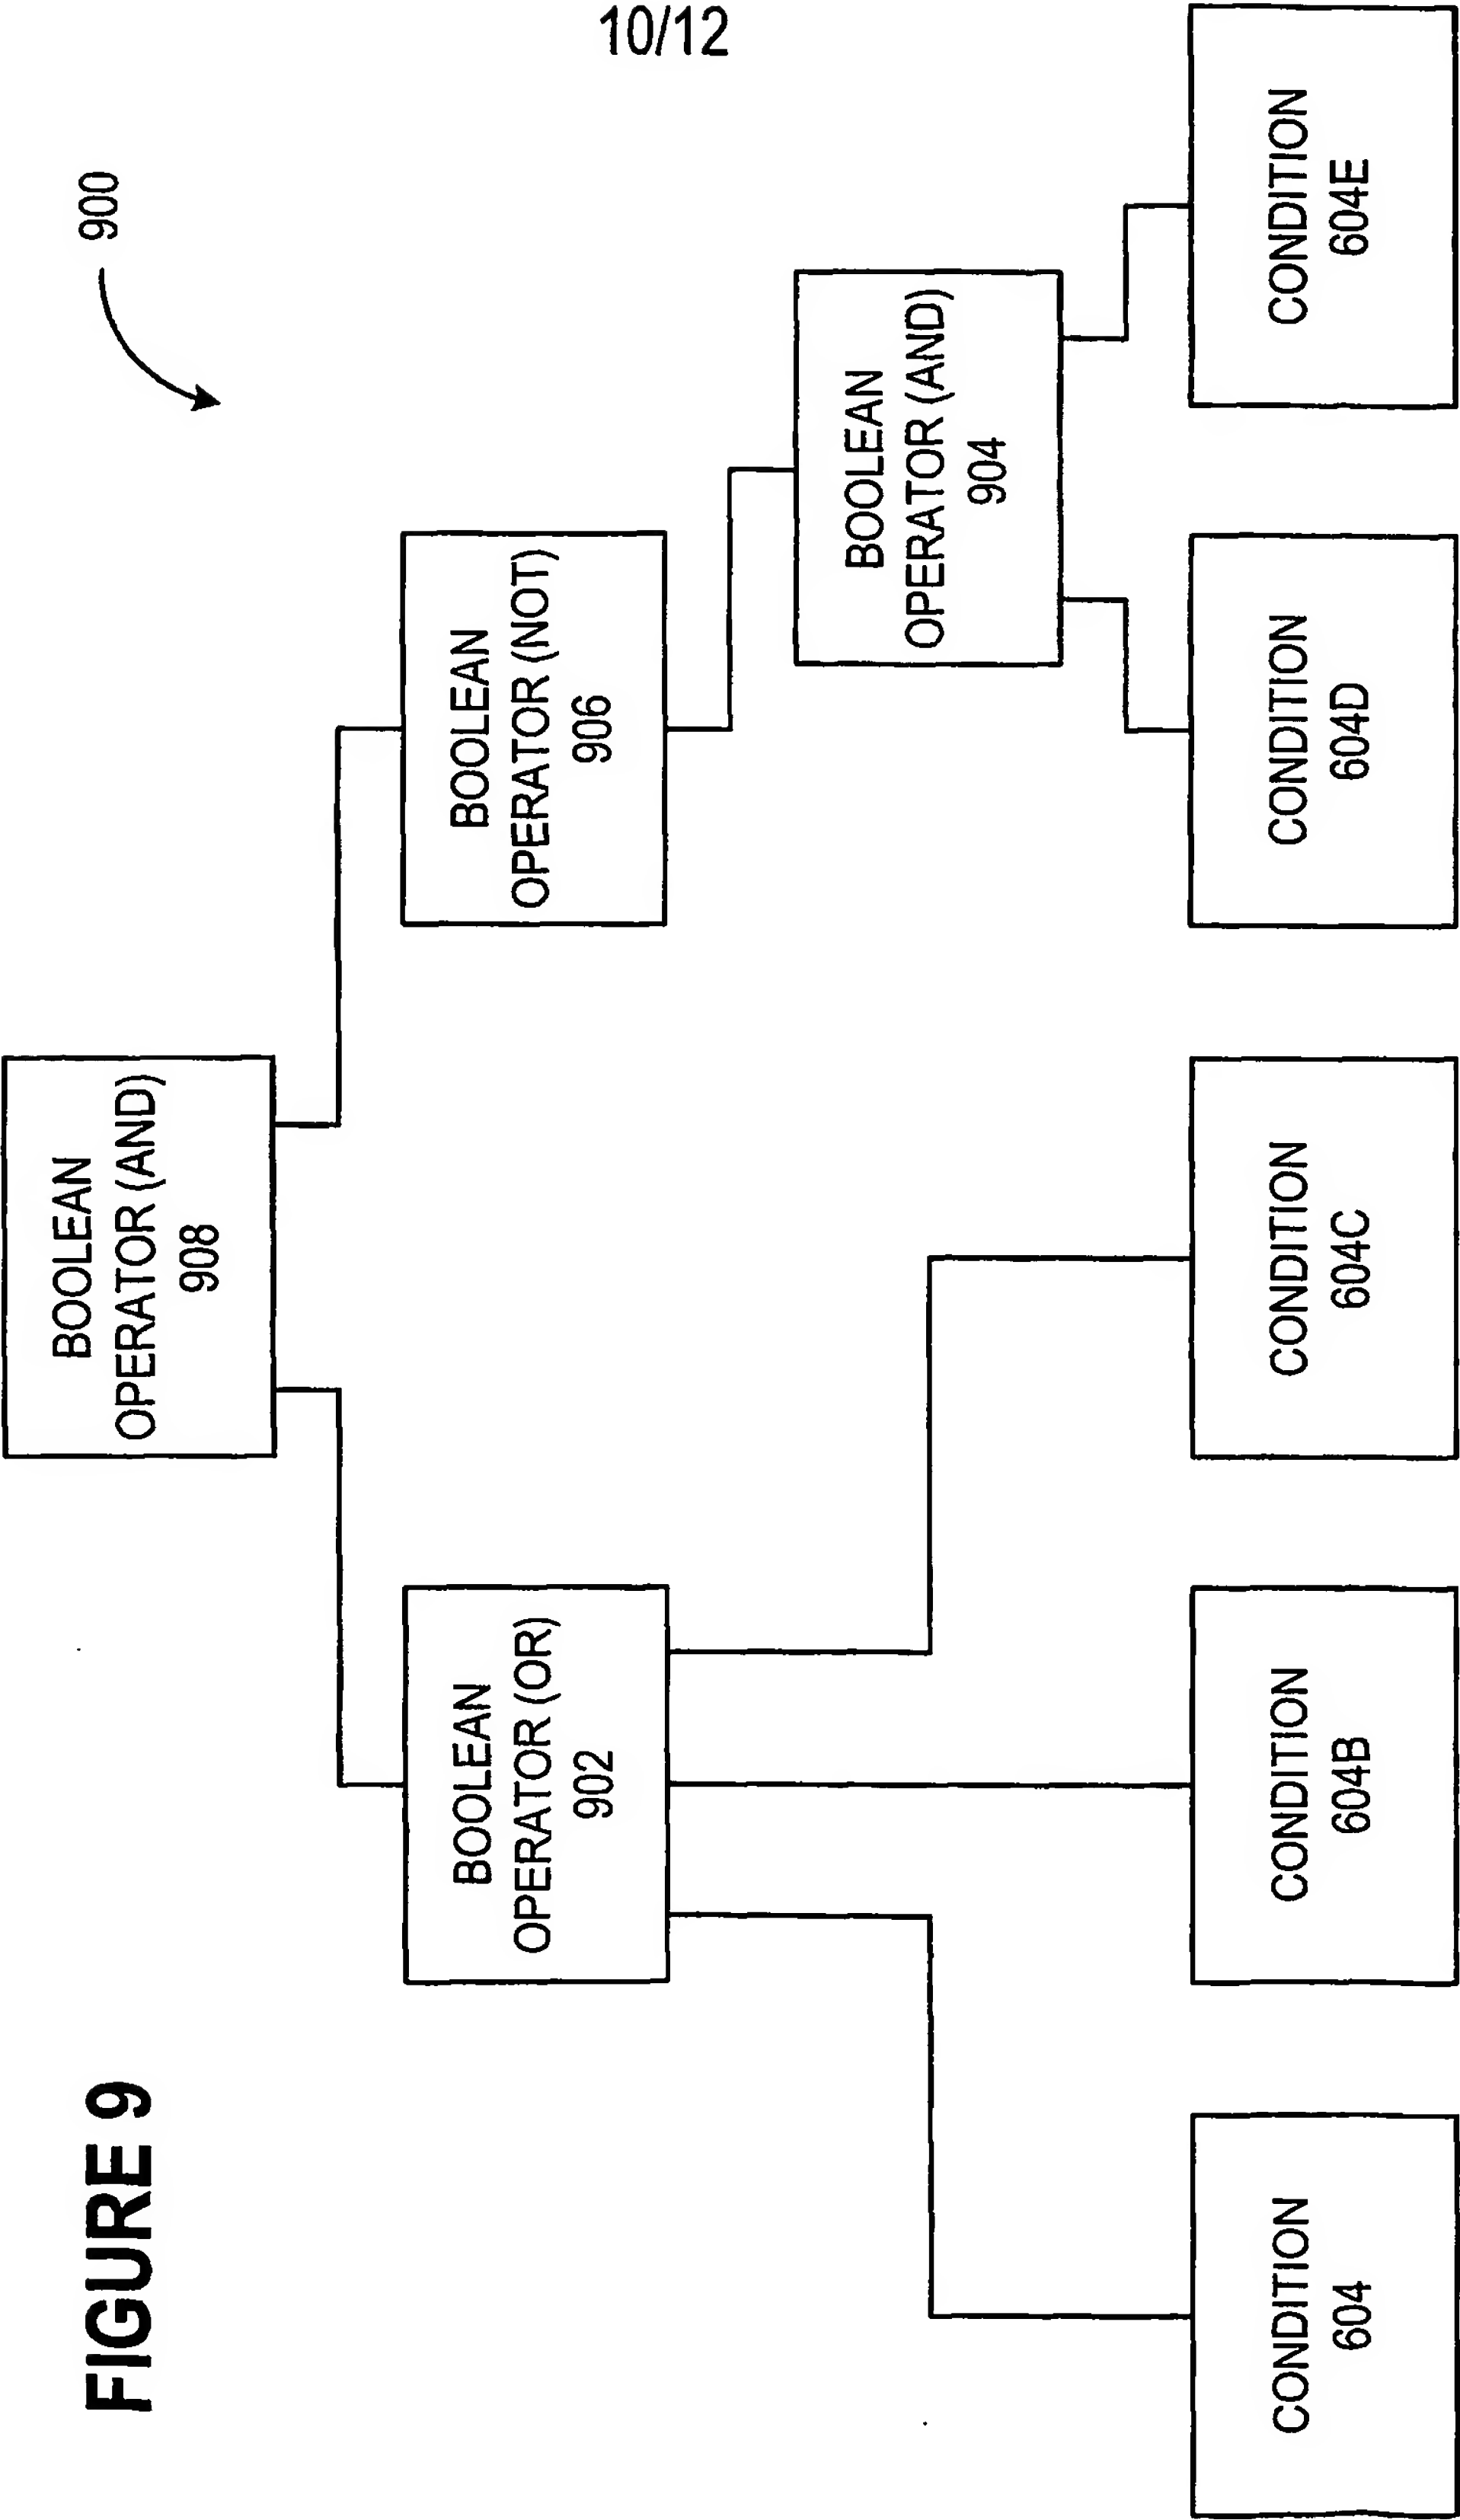 10/12
FIGURE 9
900
BOOLEAN
OPERATOR (AND)
908
BOOLEAN
OPERATOR (OR)
902
BOOLEAN
OPERATOR (NOT)
906
BOOLEAN
OPERATOR (AND)
904
CONDITION
604
CONDITION
604B
CONDITION
604C
CONDITION
604D
CONDITION
604E